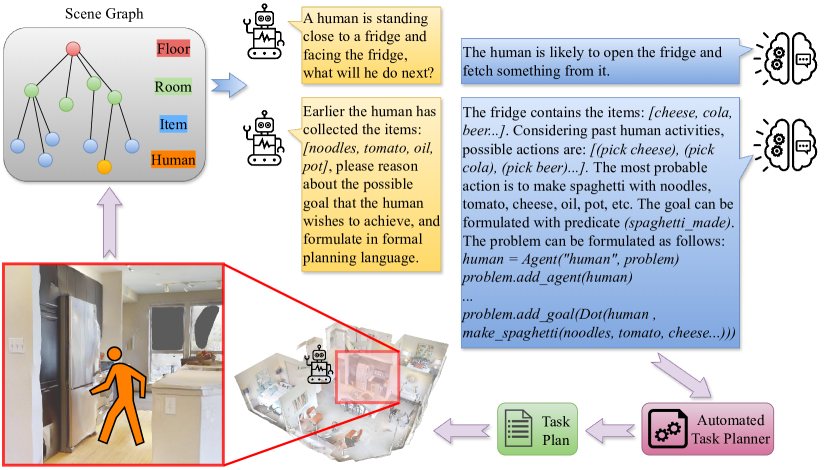 Scene Graph
Floor
Room
Item
Human
A human is standing
close to a fridge and
facing the fridge,
what will he do next?
The human is likely to open the fridge and
fetch something from it.
Earlier the human has
collected the items:
[noodles, tomato, oil,
pot], please reason
about the possible
goal that the human
wishes to achieve, and
formulate in formal
planning language.
The fridge contains the items: [cheese, cola,
beer...]. Considering past human activities,
possible actions are: [(pick cheese), (pick
cola), (pick beer)...]. The most probable
action is to make spaghetti with noodles,
tomato, cheese, oil, pot, etc. The goal can be
formulated with predicate (spaghetti_made).
The problem can be formulated as follows:
human = Agent("human", problem)
problem.add_agent(human)
...
problem.add_goal(Dot(human ,
make_spaghetti(noodles, tomato, cheese...)))
Task
Plan
Automated
Task Planner